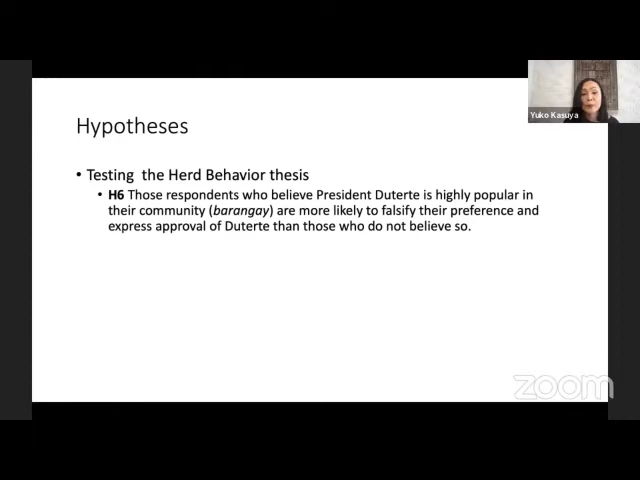 Yuko Kasuya
Hypotheses
• Testing the Herd Behavior thesis
• H6 Those respondents who believe President Duterte is highly popular in
their community (barangay) are more likely to falsify their preference and
express approval of Duterte than those who do not believe so.
zoom